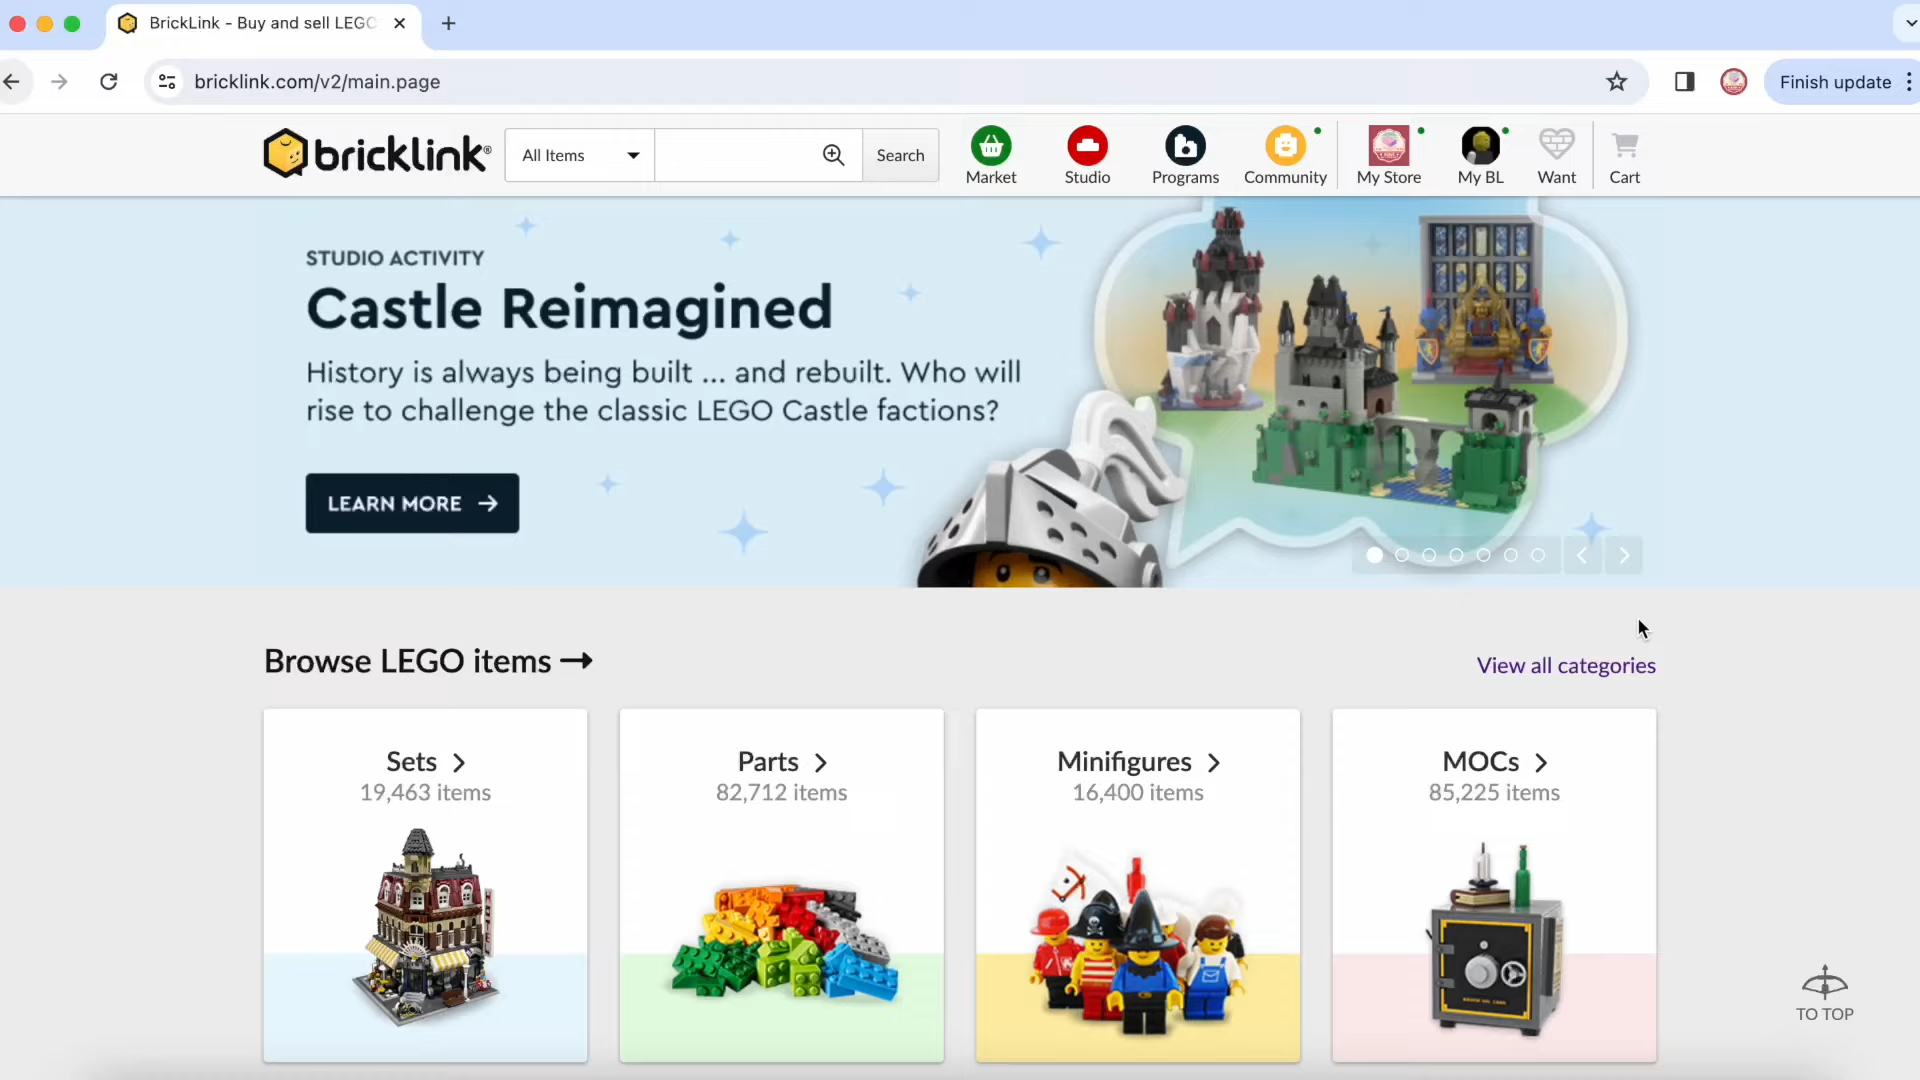 BrickLink - Buy and sell LEGO
bricklink.com/v2/main.page
Finish update
bricklink®
All Items
Search
Market
Studio
Programs
Community
My Store
My BL
Want
Cart
STUDIO ACTIVITY
Castle Reimagined
History is always being built ... and rebuilt. Who will
rise to challenge the classic LEGO Castle factions?
LEARN MORE
Browse LEGO items
View all categories
Sets
19,463 items
Parts
82,712 items
Minifigures
16,400 items
MOCs
85,225 items
TO TOP